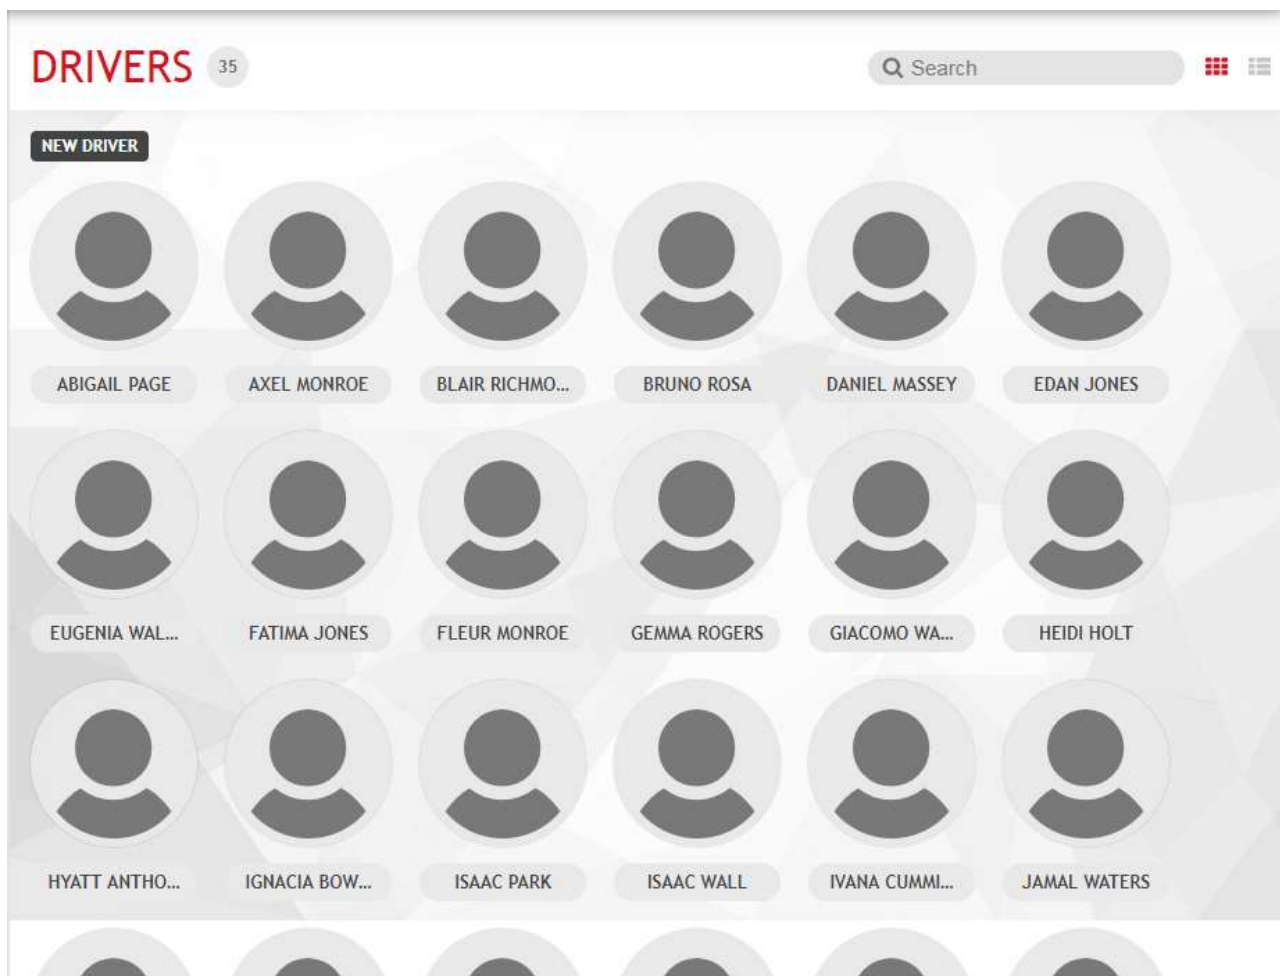 DRIVERS 35 Search
NEW DRIVER
ABIGAIL PAGE AXEL MONROE BLAIR RICHMO... BRUNO ROSA DANIEL MASSEY EDAN JONES
EUGENIA WAL... FATIMA JONES FLEUR MONROE GEMMA ROGERS GIACOMO WA... HEIDI HOLT
HYATT ANTHO... IGNACIA BOW... ISAAC PARK ISAAC WALL IVANA CUMMI... JAMAL WATERS